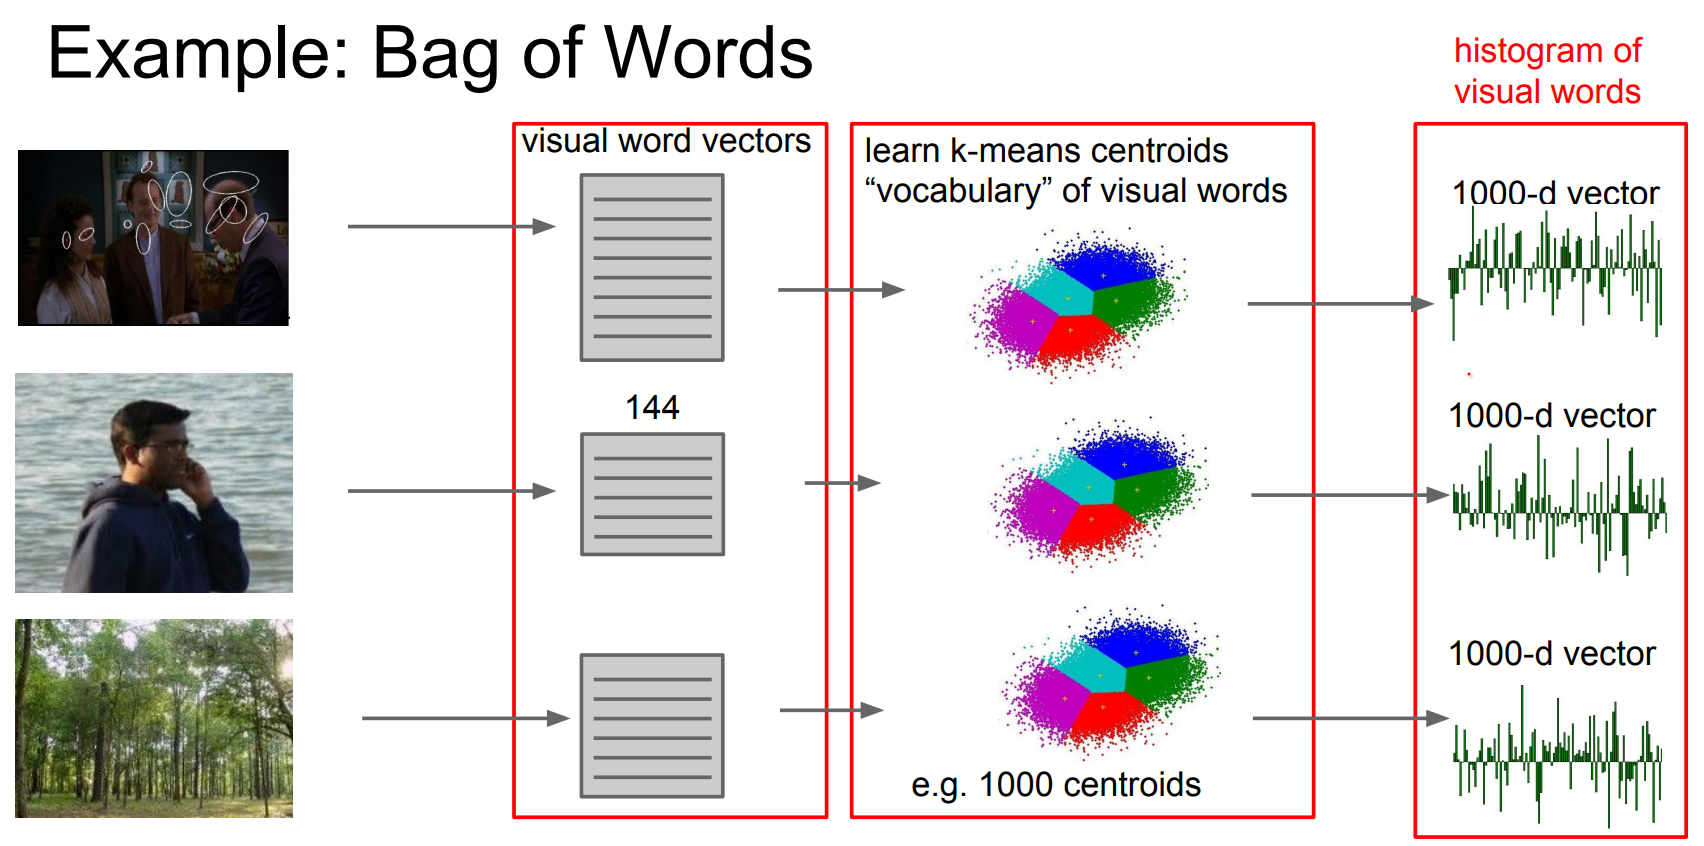 Example: Bag of Words
histogram of
visual words
visual word vectors
learn k-means centroids
“vocabulary” of visual words
1000-d vector
144
1000-d vector
1000-d vector
e.g. 1000 centroids